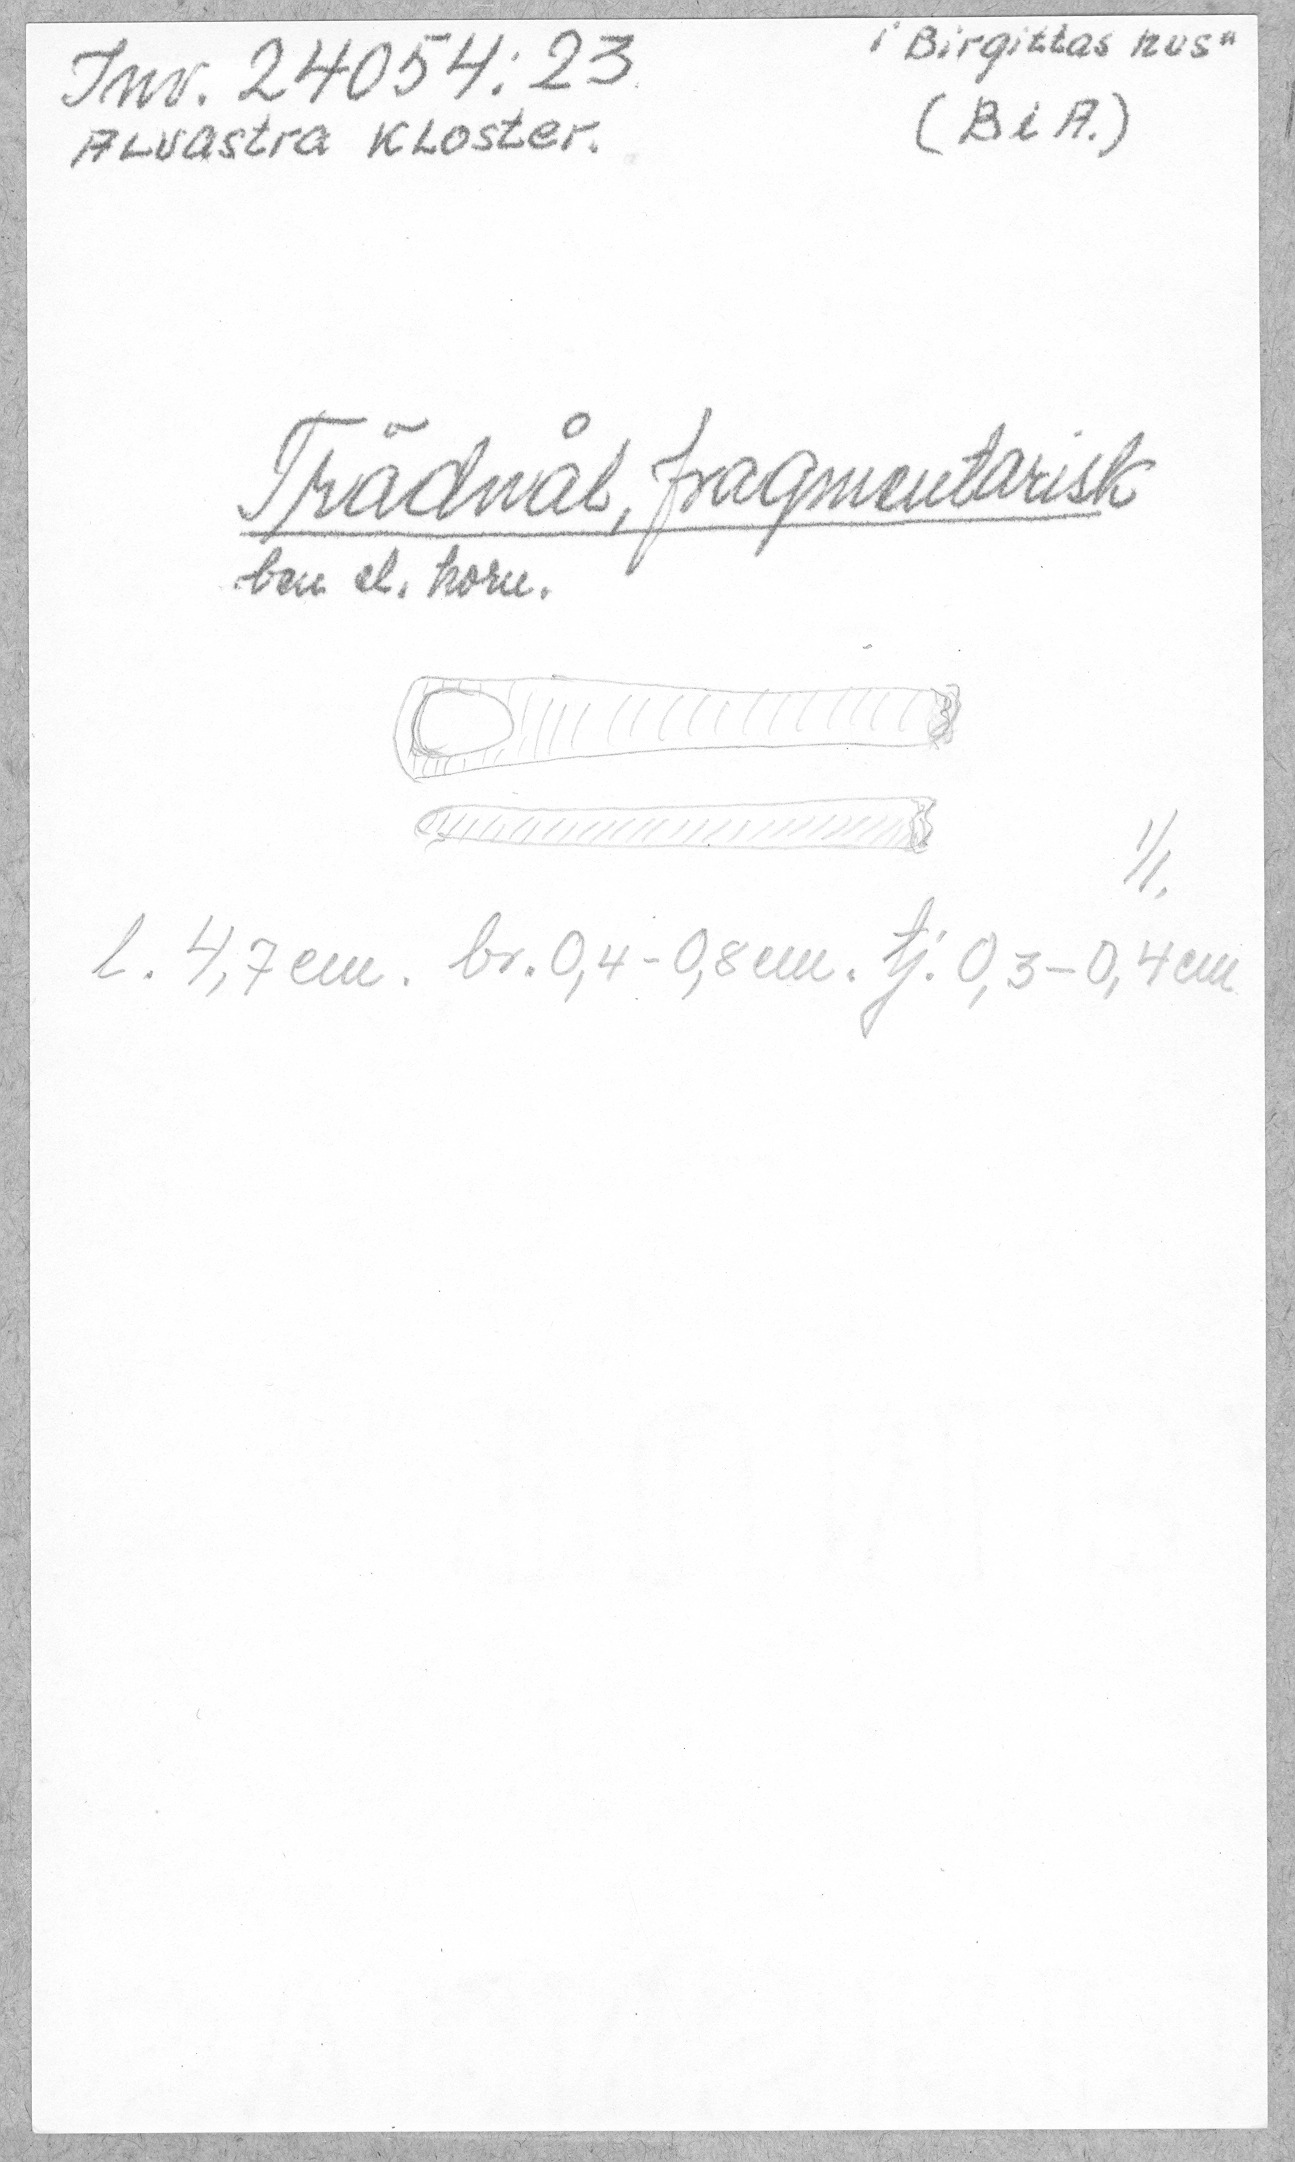 Inv. 24054:23
"Birgittas hus"
Alvastra Kloster.
(B i A.)
Trådnål, fragmentarisk
ben el. horn.
1/1.
l. 4,7 cm. br. 0,4-0,8 cm. tj. 0,3-0,4 cm